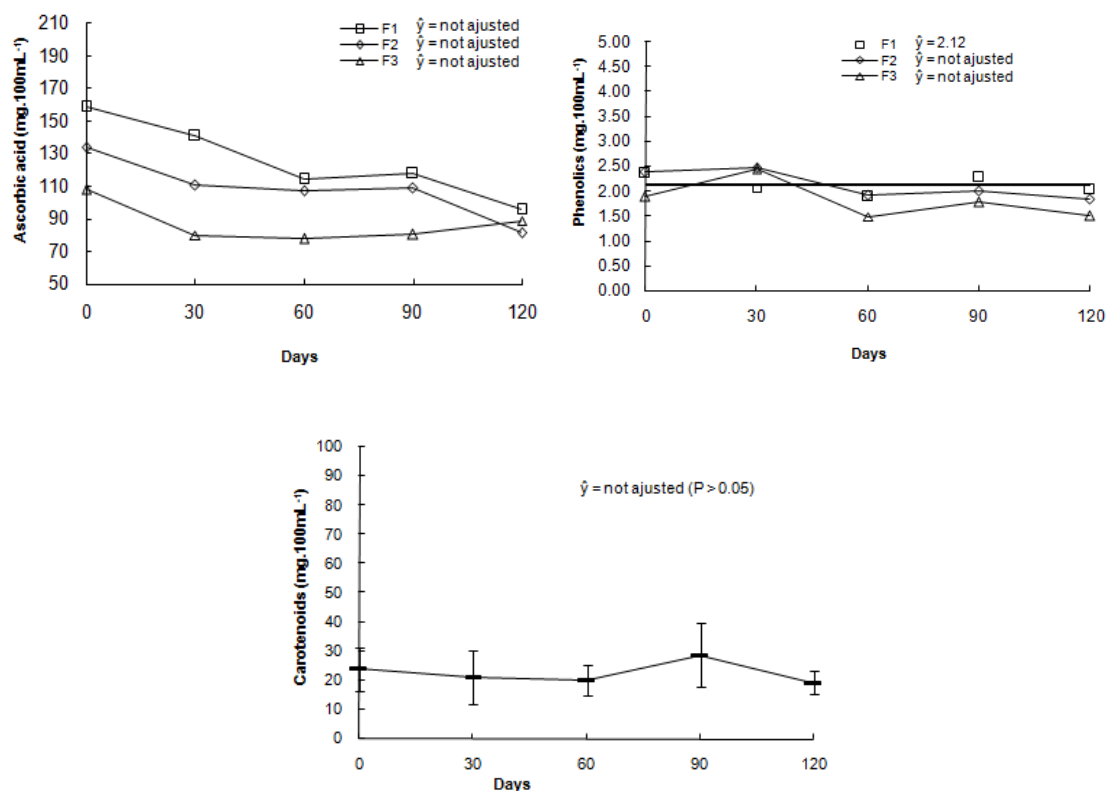 Ascorbic acid (mg.100mL⁻¹)
210
190
170
150
130
110
90
70
50
F1 ŷ = not ajusted
F2 ŷ = not ajusted
F3 ŷ = not ajusted
0 30 60 90 120
Days
Phenolics (mg.100mL⁻¹)
5.00
4.50
4.00
3.50
3.00
2.50
2.00
1.50
1.00
0.50
0.00
F1 ŷ = 2.12
F2 ŷ = not ajusted
F3 ŷ = not ajusted
0 30 60 90 120
Days
Carotenoids (mg.100mL⁻¹)
100
90
80
70
60
50
40
30
20
10
0
ŷ = not ajusted (P > 0.05)
0 30 60 90 120
Days